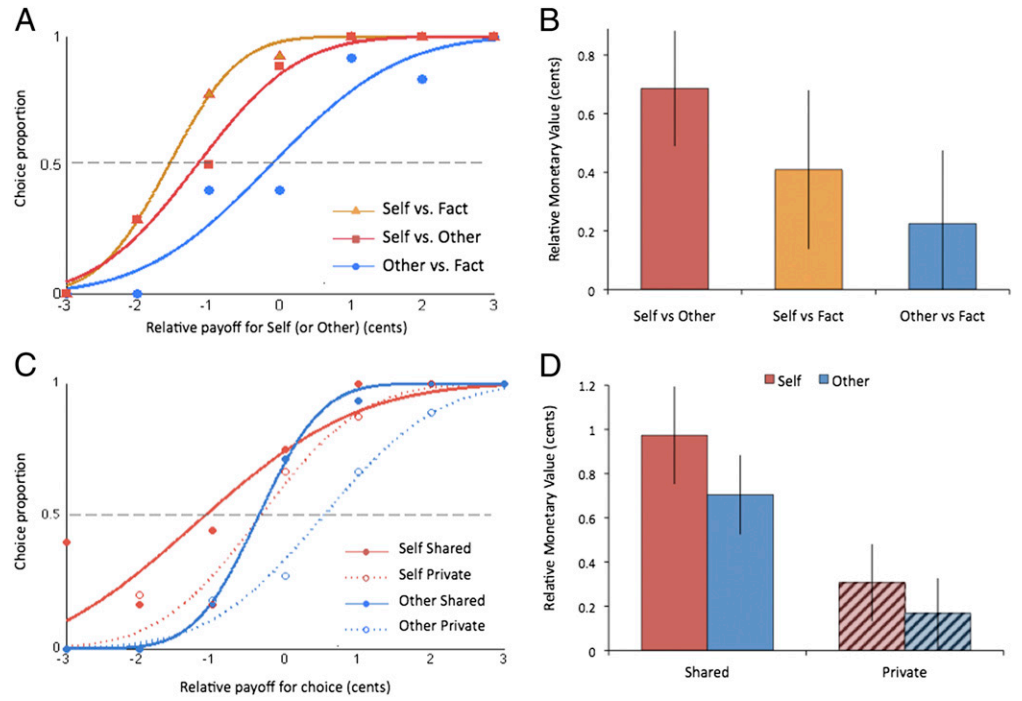 A
Choice proportion
1
0.5
0
-3 -2 -1 0 1 2 3
Self vs. Fact
Self vs. Other
Other vs. Fact
Relative payoff for Self (or Other) (cents)
B
Relative Monetary Value (cents)
0.8
0.6
0.4
0.2
0
Self vs Other Self vs Fact Other vs Fact
C
Choice proportion
1
0.5
0
-3 -2 -1 0 1 2 3
Self Shared
Self Private
Other Shared
Other Private
Relative payoff for choice (cents)
D
Relative Monetary Value (cents)
Self Other
1.2
1
0.8
0.6
0.4
0.2
0
Shared Private